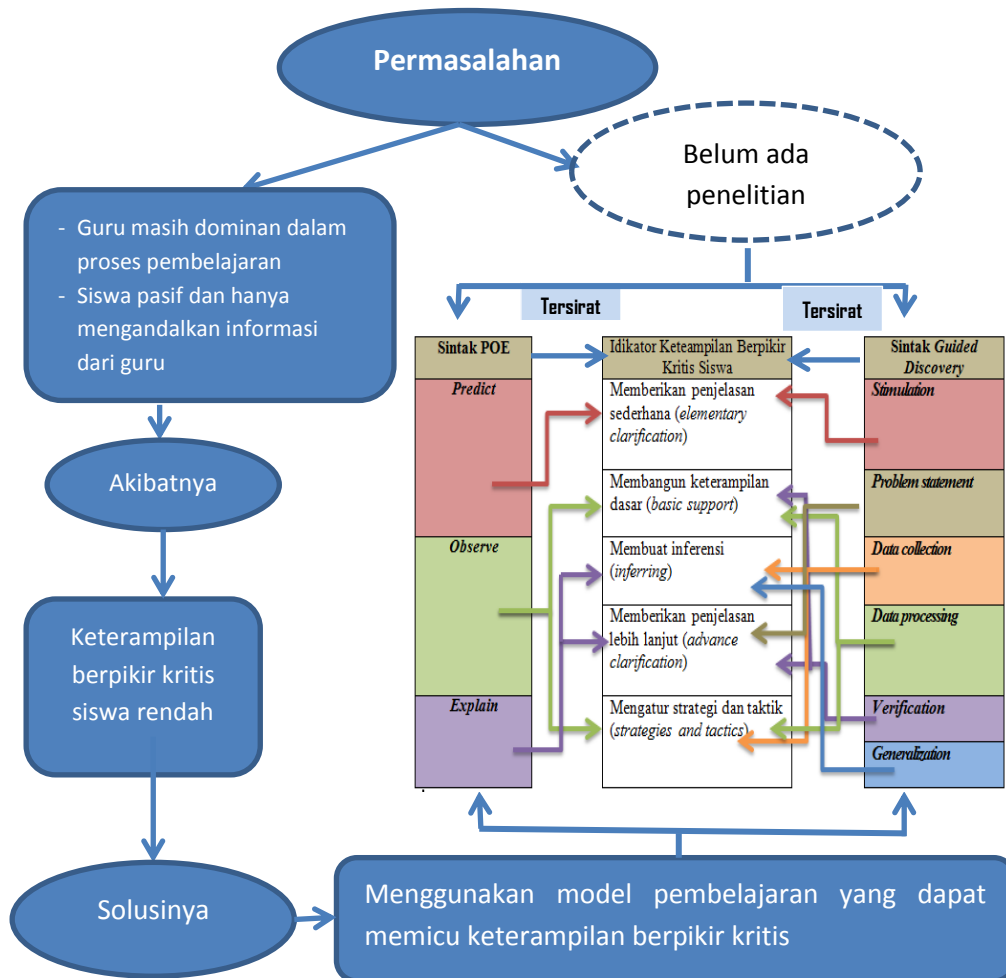 Permasalahan
Belum ada
penelitian
- Guru masih dominan dalam
proses pembelajaran
- Siswa pasif dan hanya
mengandalkan informasi
dari guru
Tersirat
Tersirat
Sintak POE
Idikator Keteampilan Berpikir
Kritis Siswa
Sintak Guided
Discovery
Predict
Memberikan penjelasan
sederhana (elementary
clarification)
Stimulation
Akibatnya
Membangun keterampilan
dasar (basic support)
Problem statement
Observe
Membuat inferensi
(inferring)
Data collection
Keterampilan
berpikir kritis
siswa rendah
Memberikan penjelasan
lebih lanjut (advance
clarification)
Data processing
Explain
Mengatur strategi dan taktik
(strategies and tactics)
Verification
Generalization
.
Solusinya
Menggunakan model pembelajaran yang dapat
memicu keterampilan berpikir kritis